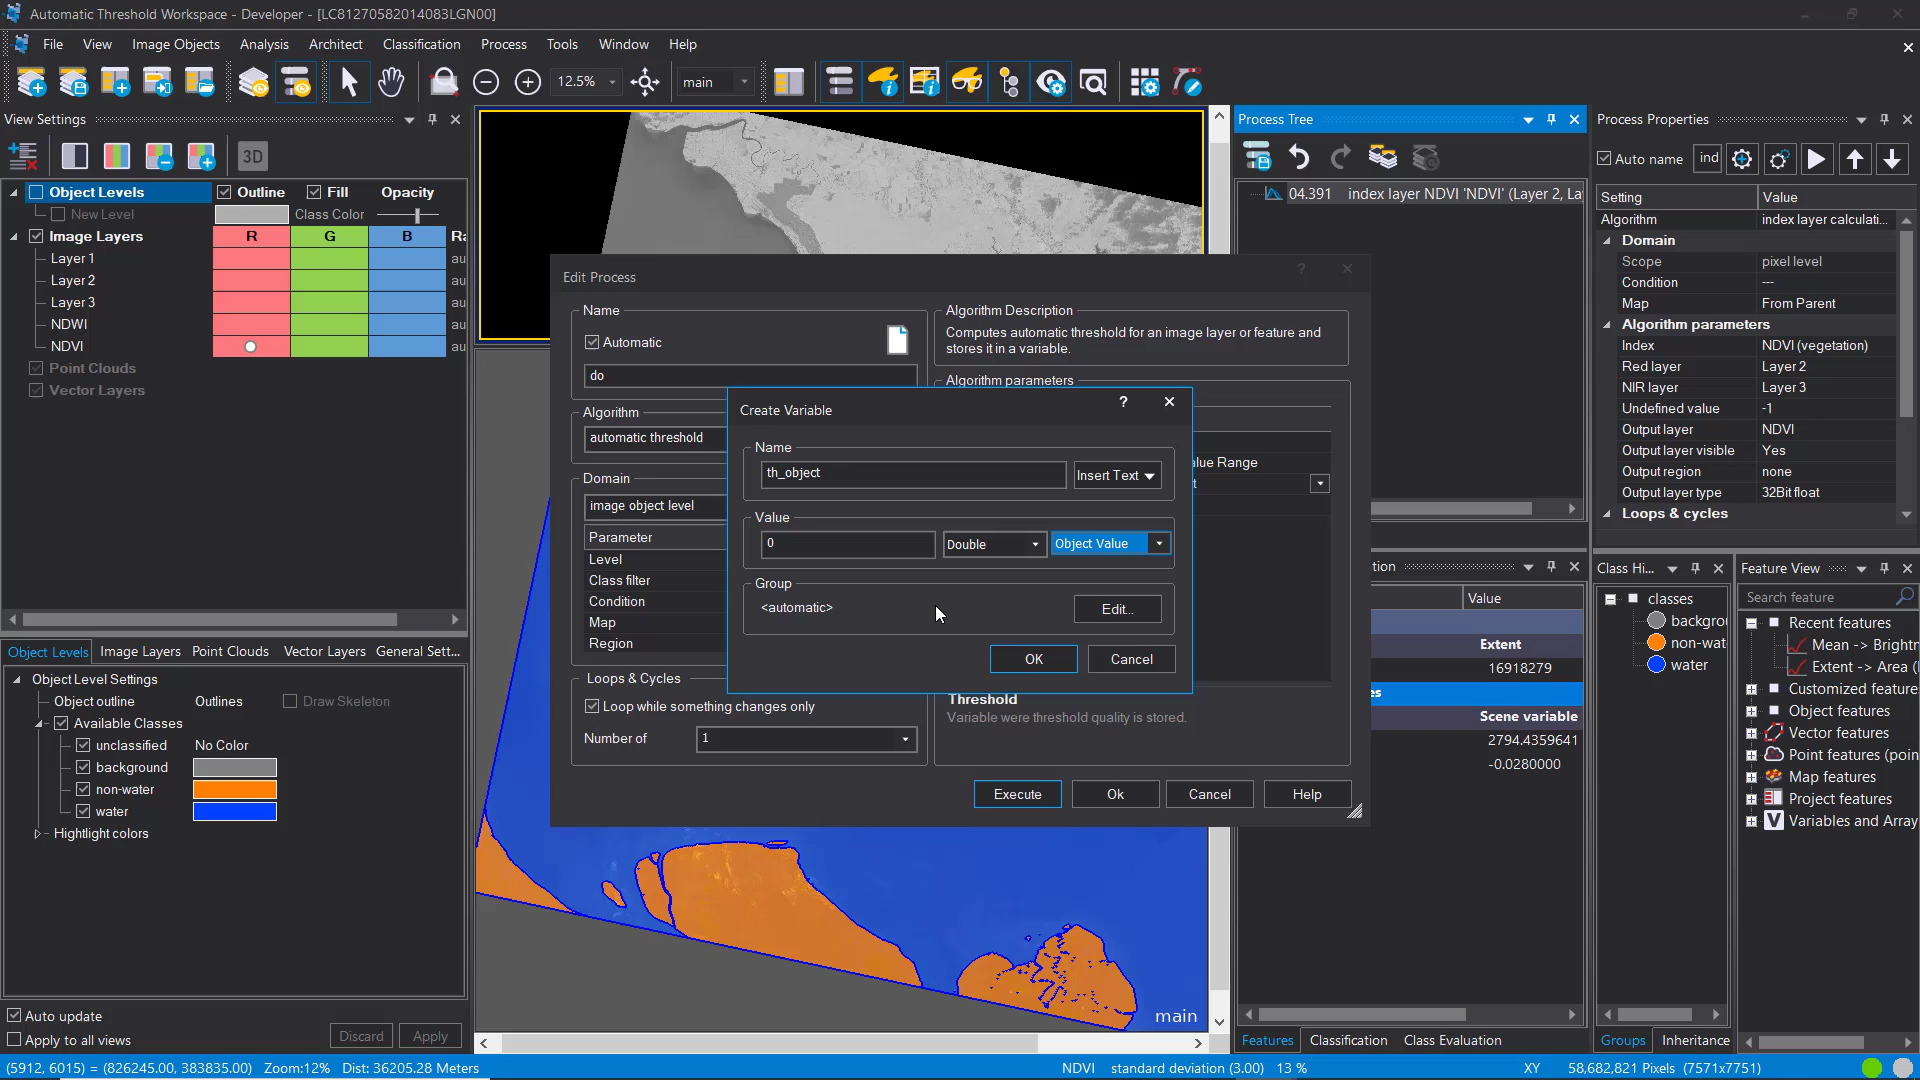 Automatic Threshold Workspace - Developer - [LC81270582014083LGN00]
File View Image Objects Analysis Architect Classification Process Tools Window Help
12.5% main
View Settings
3D
Object Levels Outline Fill Opacity
New Level Class Color
Image Layers R G B
Layer 1 au
Layer 2 au
Layer 3 au
NDWI au
NDVI au
Point Clouds
Vector Layers
Object Levels Image Layers Point Clouds Vector Layers General Sett...
Object Level Settings
Object outline Outlines Draw Skeleton
Available Classes
unclassified No Color
background
non-water
water
Hightlight colors
Auto update
Apply to all views Discard Apply
Edit Process
Name
Automatic
do
Algorithm
automatic threshold
Domain
image object level
Parameter
Level
Class filter
Condition
Map
Region
Loops & Cycles
Loop while something changes only
Number of 1
Algorithm Description
Computes automatic threshold for an image layer or feature and
stores it in a variable.
Algorithm parameters
alue Range
t
Threshold
Variable were threshold quality is stored.
Execute Ok Cancel Help
Create Variable
?
Name
th_object Insert Text
Value
0 Double Object Value
Group
<automatic> Edit...
OK Cancel
main
Process Tree
04.391 index layer NDVI 'NDVI' (Layer 2, La
tion
Value
Extent
16918279
es
Scene variable
2794.4359641
-0.0280000
Features Classification Class Evaluation
Process Properties
Auto name ind
Setting Value
Algorithm index layer calculati...
Domain
Scope pixel level
Condition ---
Map From Parent
Algorithm parameters
Index NDVI (vegetation)
Red layer Layer 2
NIR layer Layer 3
Undefined value -1
Output layer NDVI
Output layer visible Yes
Output region none
Output layer type 32Bit float
Loops & cycles
Class Hi...
classes
backgrou
non-wat
water
Groups Inheritance
Feature View
Search feature
Recent features
Mean -> Brightn
Extent -> Area (
Customized feature
Object features
Vector features
Point features (poin
Map features
Project features
Variables and Array
(5912, 6015) = (826245.00, 383835.00) Zoom:12% Dist: 36205.28 Meters NDVI standard deviation (3.00) 13 % XY 58,682,821 Pixels (7571x7751)